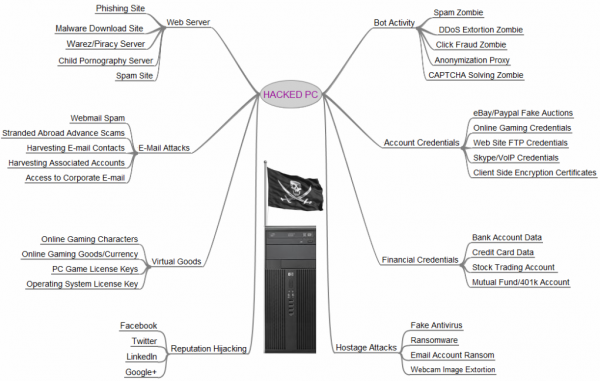 HACKED PC
Web Server
Phishing Site
Malware Download Site
Warez/Piracy Server
Child Pornography Server
Spam Site
E-Mail Attacks
Webmail Spam
Stranded Abroad Advance Scams
Harvesting E-mail Contacts
Harvesting Associated Accounts
Access to Corporate E-mail
Virtual Goods
Online Gaming Characters
Online Gaming Goods/Currency
PC Game License Keys
Operating System License Key
Reputation Hijacking
Facebook
Twitter
LinkedIn
Google+
Bot Activity
Spam Zombie
DDoS Extortion Zombie
Click Fraud Zombie
Anonymization Proxy
CAPTCHA Solving Zombie
Account Credentials
eBay/Paypal Fake Auctions
Online Gaming Credentials
Web Site FTP Credentials
Skype/VoIP Credentials
Client Side Encryption Certificates
Financial Credentials
Bank Account Data
Credit Card Data
Stock Trading Account
Mutual Fund/401k Account
Hostage Attacks
Fake Antivirus
Ransomware
Email Account Ransom
Webcam Image Extortion